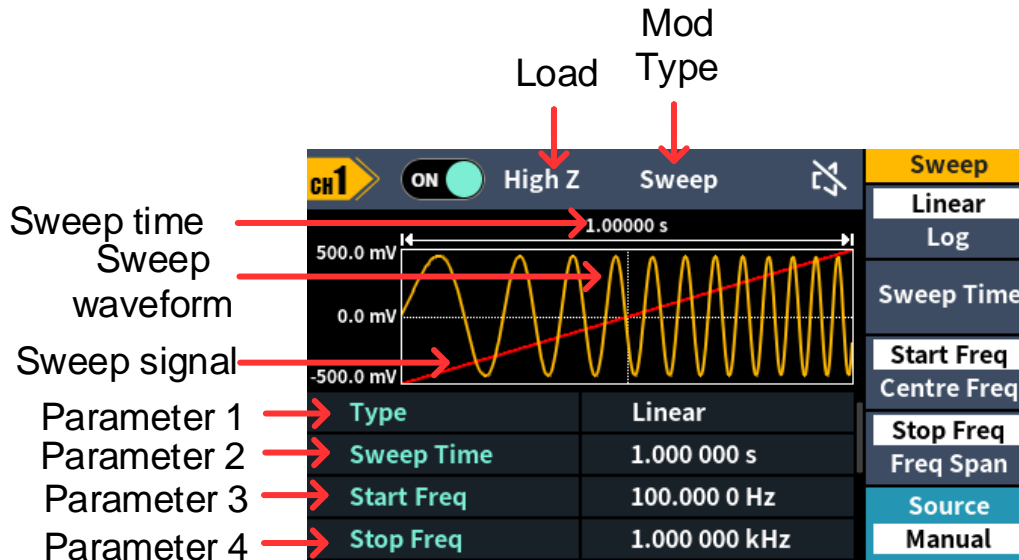 Mod
Type
Load
CH1
ON
High Z
Sweep
Sweep
Linear
Log
Sweep Time
Start Freq
Centre Freq
Stop Freq
Freq Span
Source
Manual
Sweep time
1.00000 s
Sweep
waveform
500.0 mV
0.0 mV
Sweep signal
-500.0 mV
Parameter 1
Type
Linear
Parameter 2
Sweep Time
1.000 000 s
Parameter 3
Start Freq
100.000 0 Hz
Parameter 4
Stop Freq
1.000 000 kHz